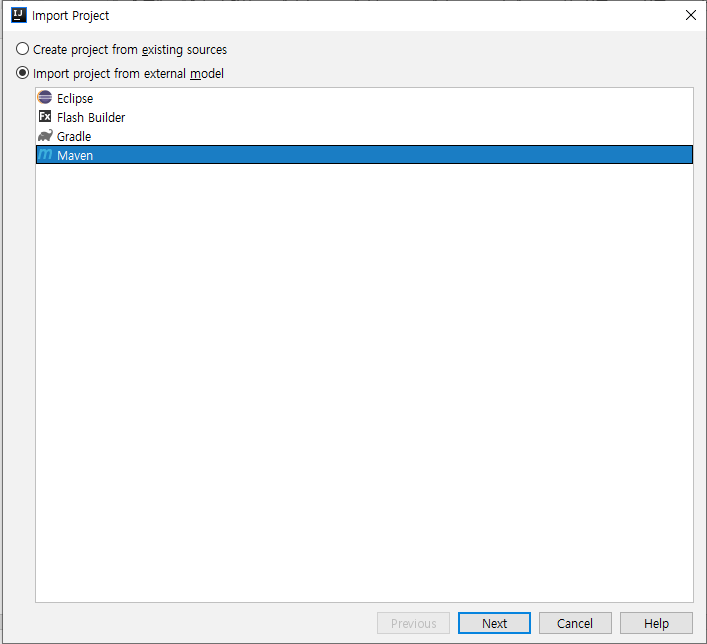 Import Project
Create project from existing sources
Import project from external model
Eclipse
Fx Flash Builder
Gradle
m Maven
Previous Next Cancel Help